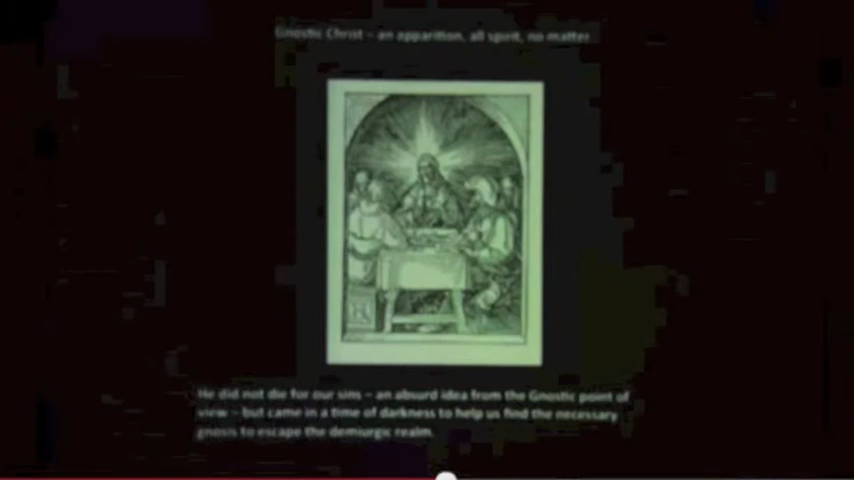 Gnostic Christ – an apparition, all spirit, no matter
He did not die for our sins – an absurd idea from the Gnostic point of
view – but came in a time of darkness to help us find the necessary
gnosis to escape the demiurgic realm.